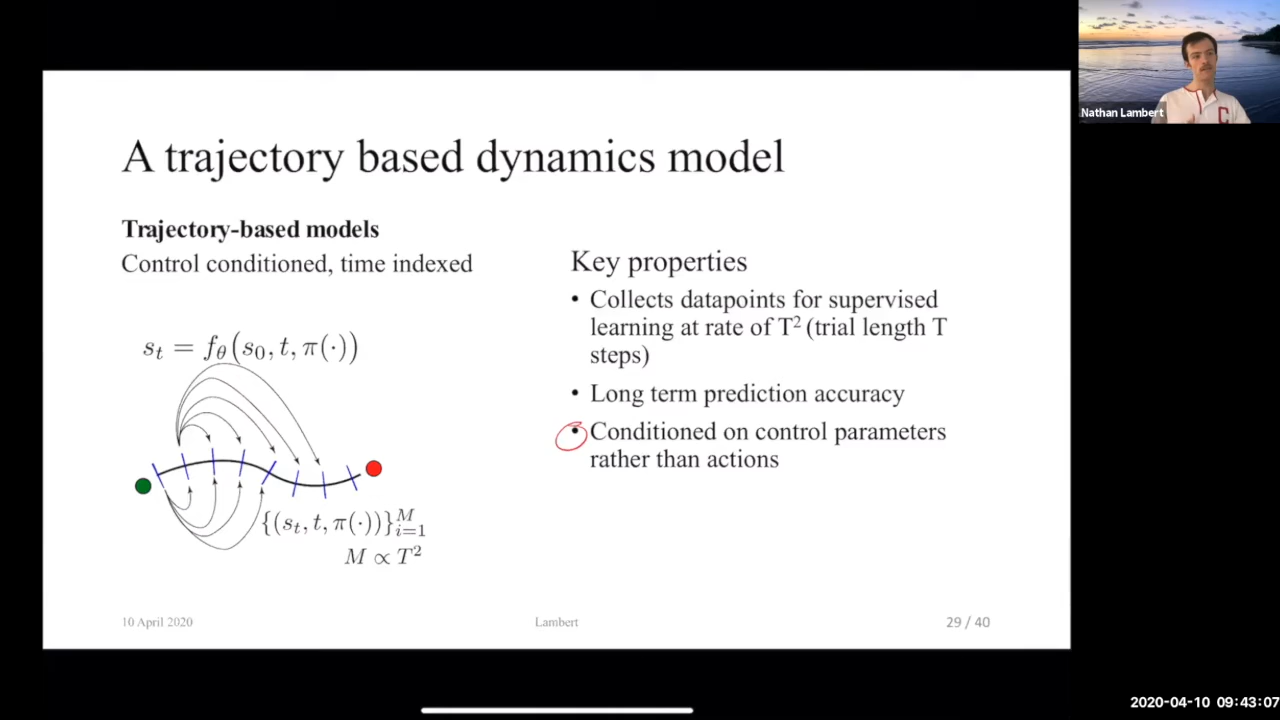 A trajectory based dynamics model
Trajectory-based models
Control conditioned, time indexed
s_t = f_θ(s_0, t, π(·))
{(s_t, t, π(·))}_{i=1}^M
M ∝ T²
Key properties
• Collects datapoints for supervised
learning at rate of T² (trial length T
steps)
• Long term prediction accuracy
• Conditioned on control parameters
rather than actions
10 April 2020
Lambert
29 / 40
Nathan Lambert
C
2020-04-10 09:43:07